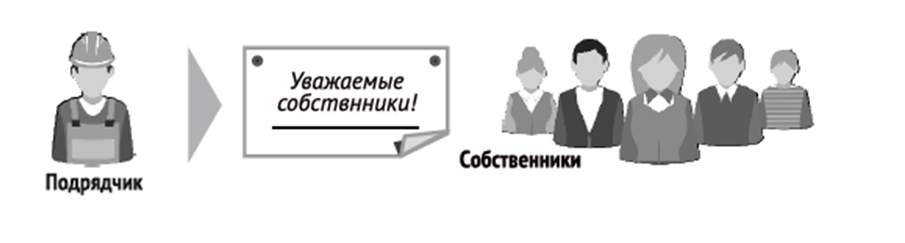 Уважаемые
собствнники!
Собственники
Подрядчик